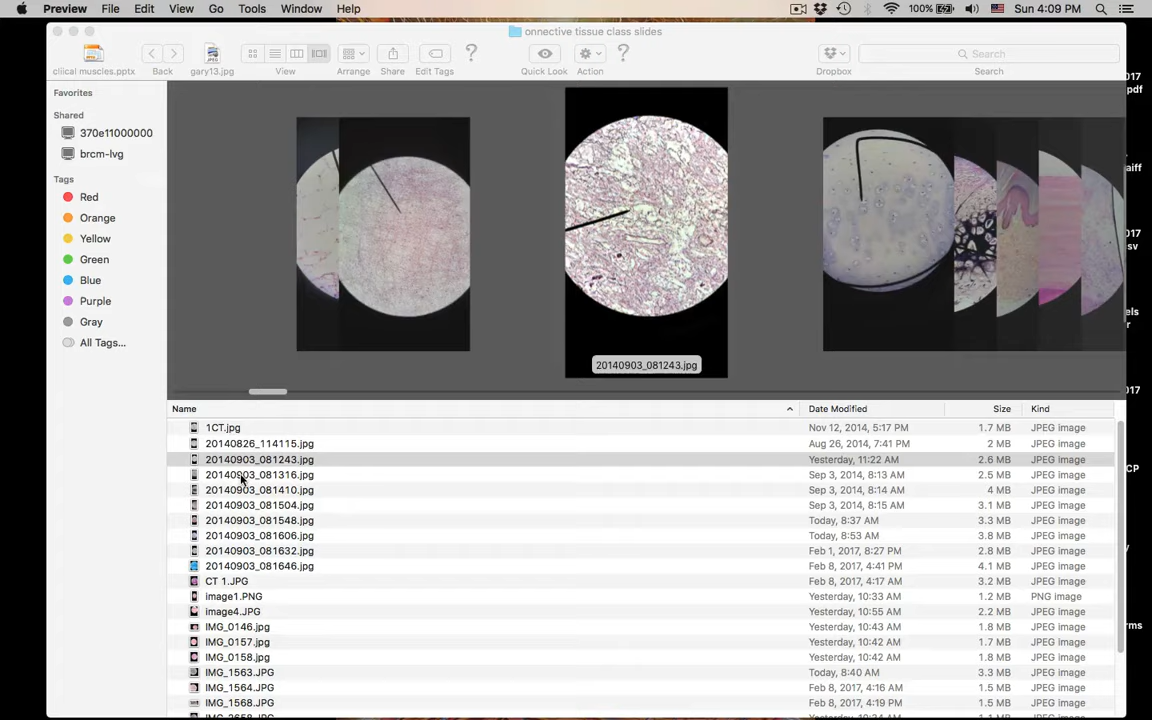 Preview File Edit View Go Tools Window Help 100% Sun 4:09 PM
onnective tissue class slides
Search
cliical muscles.pptx Back gary13.jpg View Arrange Share Edit Tags Quick Look Action Dropbox Search
Favorites
Shared
370e11000000
brcm-lvg
Tags
Red
Orange
Yellow
Green
Blue
Purple
Gray
All Tags...
20140903_081243.jpg
Name Date Modified Size Kind
1CT.jpg Nov 12, 2014, 5:17 PM 1.7 MB JPEG image
20140826_114115.jpg Aug 26, 2014, 7:41 PM 2 MB JPEG image
20140903_081243.jpg Yesterday, 11:22 AM 2.6 MB JPEG image
20140903_081316.jpg Sep 3, 2014, 8:13 AM 2.5 MB JPEG image
20140903_081410.jpg Sep 3, 2014, 8:14 AM 4 MB JPEG image
20140903_081504.jpg Sep 3, 2014, 8:15 AM 3.1 MB JPEG image
20140903_081548.jpg Today, 8:37 AM 3.3 MB JPEG image
20140903_081606.jpg Today, 8:53 AM 3.8 MB JPEG image
20140903_081632.jpg Feb 1, 2017, 8:27 PM 2.8 MB JPEG image
20140903_081646.jpg Feb 8, 2017, 4:41 PM 4.1 MB JPEG image
CT 1.JPG Feb 8, 2017, 4:17 AM 3.2 MB JPEG image
image1.PNG Yesterday, 10:33 AM 1.2 MB PNG image
image4.JPG Yesterday, 10:55 AM 2.2 MB JPEG image
IMG_0146.jpg Yesterday, 10:43 AM 1.8 MB JPEG image
IMG_0157.jpg Yesterday, 10:42 AM 1.7 MB JPEG image
IMG_0158.jpg Yesterday, 10:42 AM 1.8 MB JPEG image
IMG_1563.JPG Today, 8:40 AM 3.3 MB JPEG image
IMG_1564.JPG Feb 8, 2017, 4:16 AM 1.5 MB JPEG image
IMG_1568.JPG Feb 8, 2017, 4:19 PM 1.5 MB JPEG image
017
pdf
aiff
017
sv
els
r
017
CP
y
rms